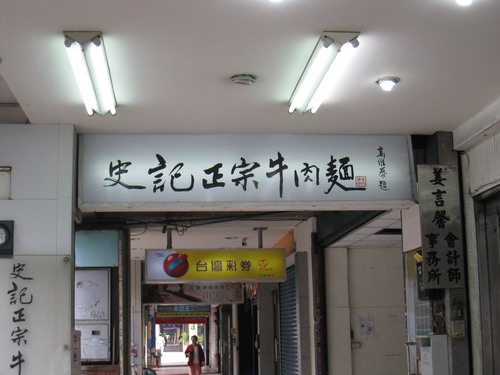 史記正宗牛肉麵
台灣彩券
姜言馨
會計師
事務所
史記正宗牛